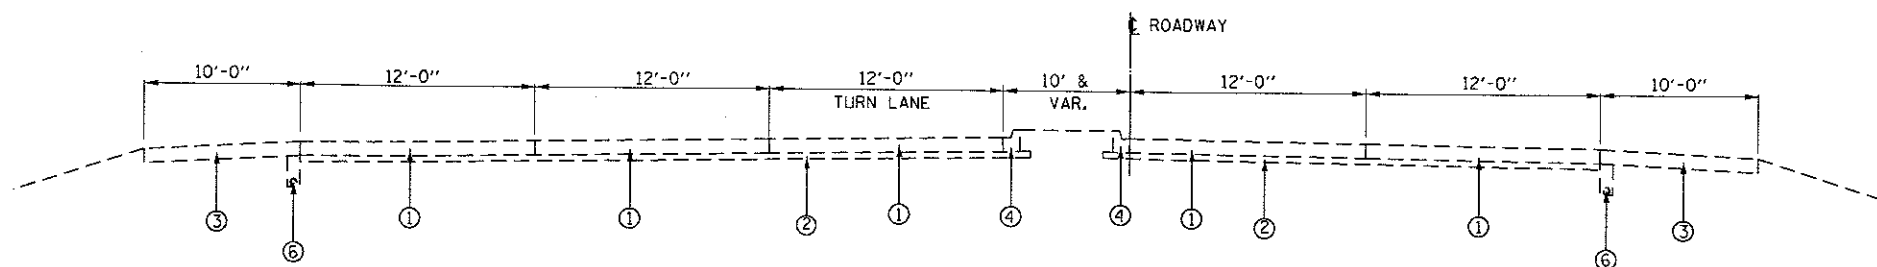 ℄ ROADWAY
10'-0" 12'-0" 12'-0" 12'-0" 10' & 12'-0" 12'-0" 10'-0"
TURN LANE VAR.
3 6 1 1 2 1 4 4 1 2 1 6 3